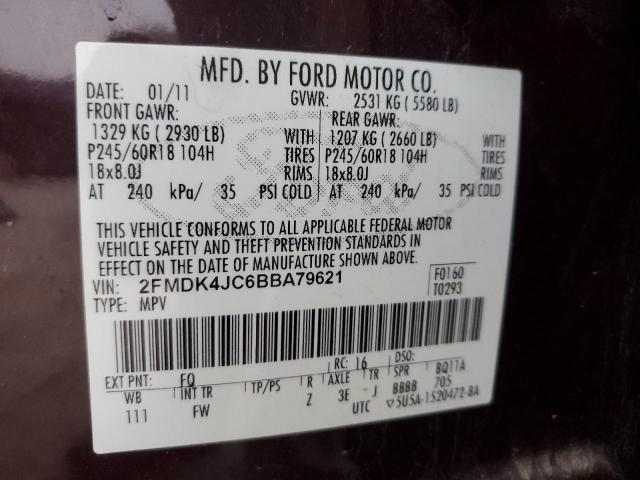 MFD. BY FORD MOTOR CO.
DATE: 01/11 GVWR: 2531 KG ( 5580 LB)
FRONT GAWR: REAR GAWR:
1329 KG ( 2930 LB) WITH 1207 KG ( 2660 LB) WITH
P245/60R18 104H TIRES P245/60R18 104H TIRES
18x8.0J RIMS 18x8.0J RIMS
AT 240 kPa/ 35 PSI COLD AT 240 kPa/ 35 PSI COLD
THIS VEHICLE CONFORMS TO ALL APPLICABLE FEDERAL MOTOR
VEHICLE SAFETY AND THEFT PREVENTION STANDARDS IN
EFFECT ON THE DATE OF MANUFACTURE SHOWN ABOVE.
VIN: 2FMDK4JC6BBA79621 F0160
TYPE: MPV T0293
EXT PNT: FQ RC: 16 DSO:
WB INT TR TP/PS R AXLE TR SPR BQ11A
111 FW Z 3E J BBBB 705
UTC ▽5U5A-1520472-BA